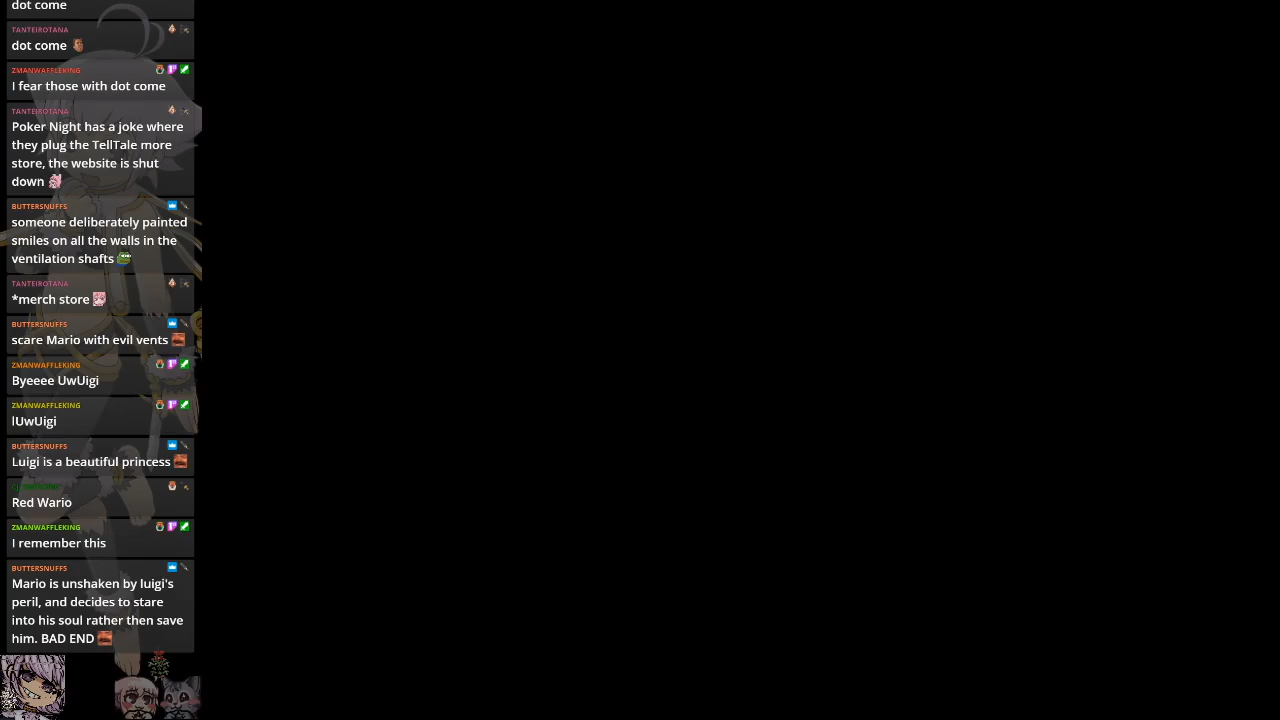 dot come
TANTEIROTANA
dot come
ZMANWAFFLEKING
I fear those with dot come
TANTEIROTANA
Poker Night has a joke where
they plug the TellTale more
store, the website is shut
down
BUTTERSNUFFS
someone deliberately painted
smiles on all the walls in the
ventilation shafts
TANTEIROTANA
*merch store
BUTTERSNUFFS
scare Mario with evil vents
ZMANWAFFLEKING
Byeeee UwUigi
ZMANWAFFLEKING
lUwUigi
BUTTERSNUFFS
Luigi is a beautiful princess
Red Wario
ZMANWAFFLEKING
I remember this
BUTTERSNUFFS
Mario is unshaken by luigi's
peril, and decides to stare
into his soul rather then save
him. BAD END